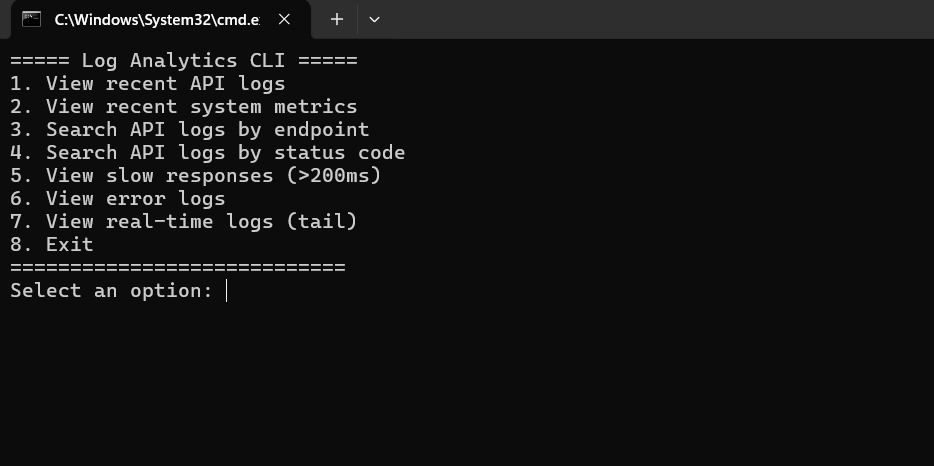 C:\Windows\System32\cmd.e
===== Log Analytics CLI =====
1. View recent API logs
2. View recent system metrics
3. Search API logs by endpoint
4. Search API logs by status code
5. View slow responses (>200ms)
6. View error logs
7. View real-time logs (tail)
8. Exit
============================
Select an option: